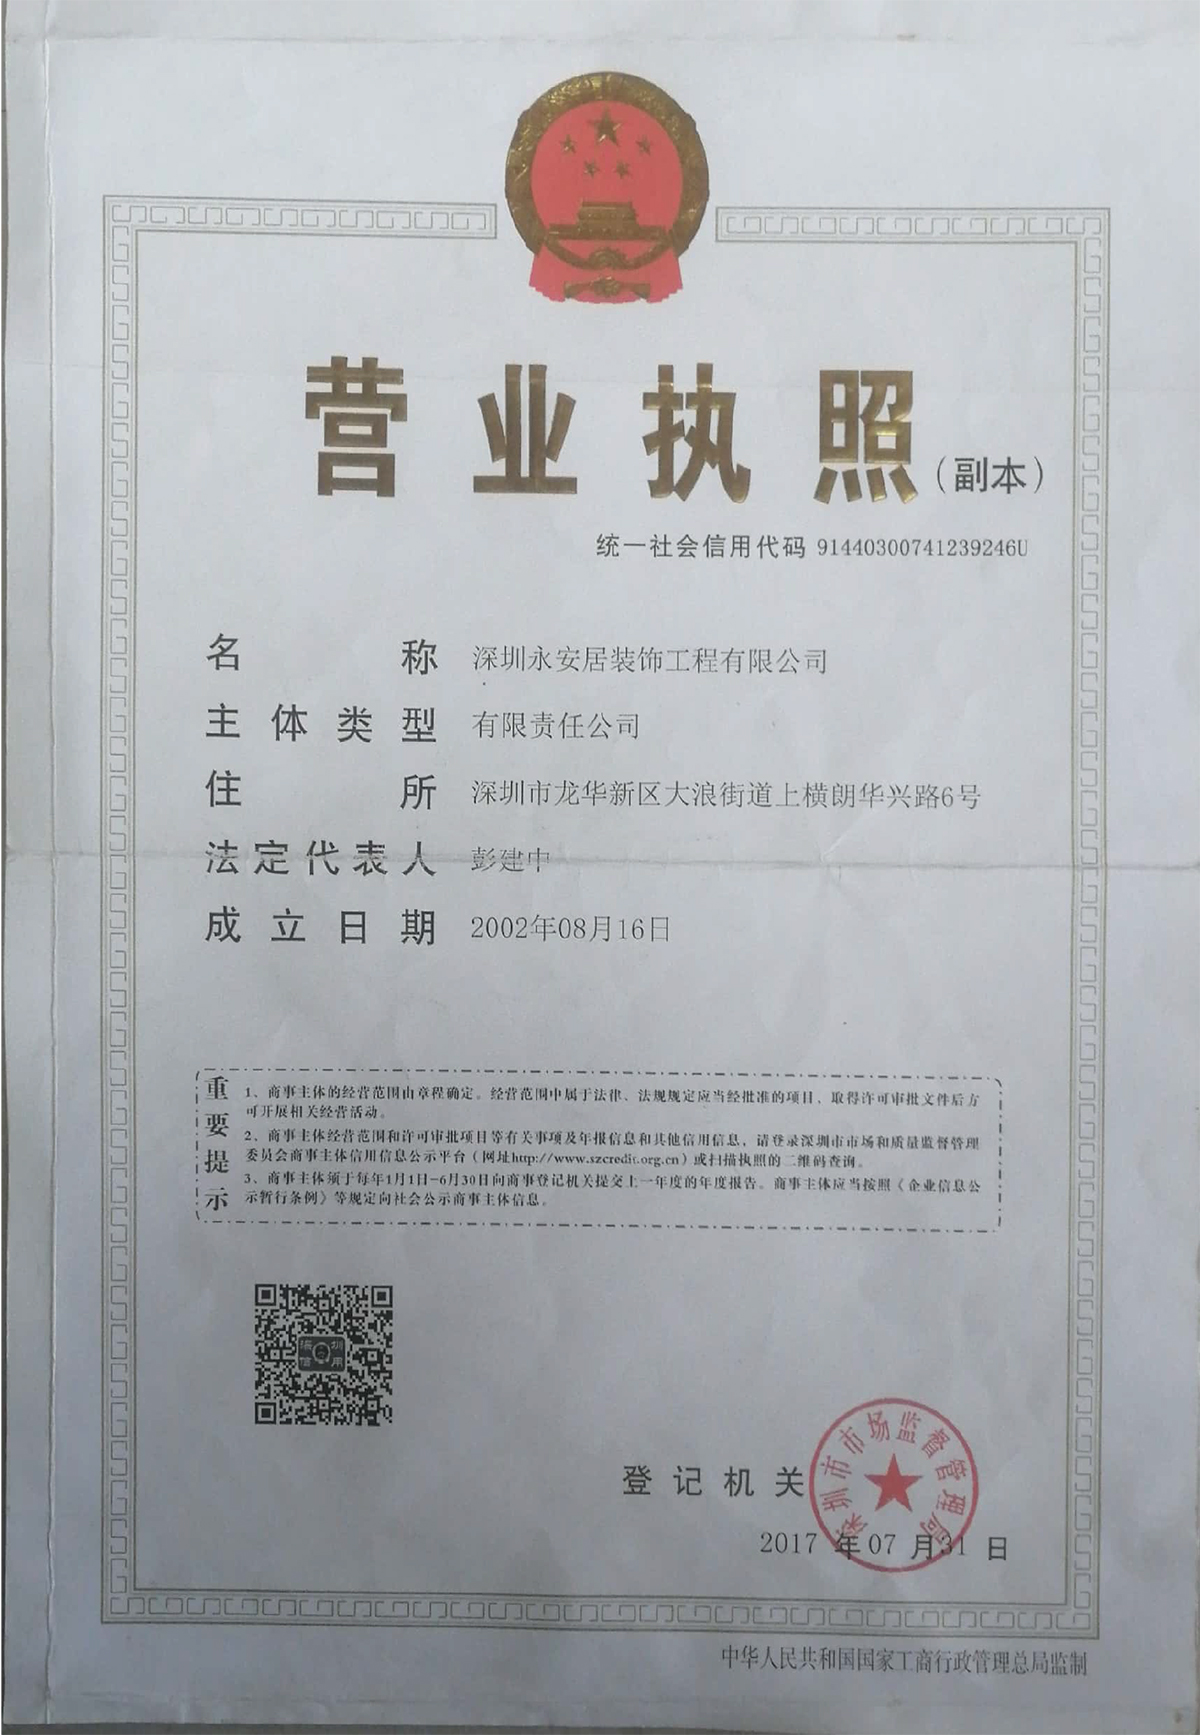 营业执照（副本）
统一社会信用代码 91440300741239246U
名称 深圳永安居装饰工程有限公司
主体类型 有限责任公司
住所 深圳市龙华新区大浪街道上横朗华兴路6号
法定代表人 彭建中
成立日期 2002年08月16日
重要提示
1、商事主体的经营范围由章程确定。经营范围中属于法律、法规规定应当经批准的项目，取得许可审批文件后方
可开展相关经营活动。
2、商事主体经营范围和许可审批项目等有关事项及年报信息和其他信用信息，请登录深圳市市场和质量监督管理
委员会商事主体信用信息公示平台（网址http://www.szcredit.org.cn）或扫描执照的二维码查询。
3、商事主体须于每年1月1日-6月30日向商事登记机关提交上一年度的年度报告。商事主体应当按照《企业信息公
示暂行条例》等规定向社会公示商事主体信息。
深圳
信用
登记机关
深圳市市场监督管理局
2017 年 07 月 31 日
中华人民共和国国家工商行政管理总局监制